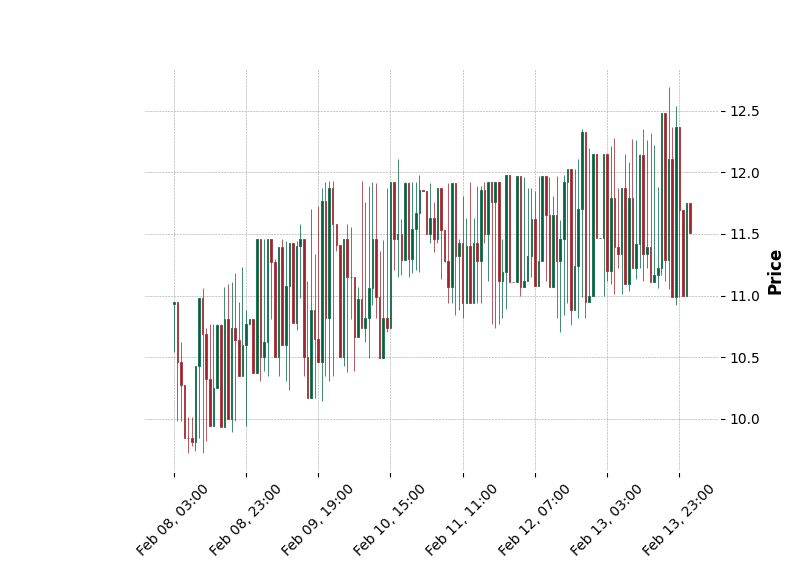 12.5
12.0
11.5
11.0
10.5
10.0
Price
Feb 08, 03:00
Feb 08, 23:00
Feb 09, 19:00
Feb 10, 15:00
Feb 11, 11:00
Feb 12, 07:00
Feb 13, 03:00
Feb 13, 23:00